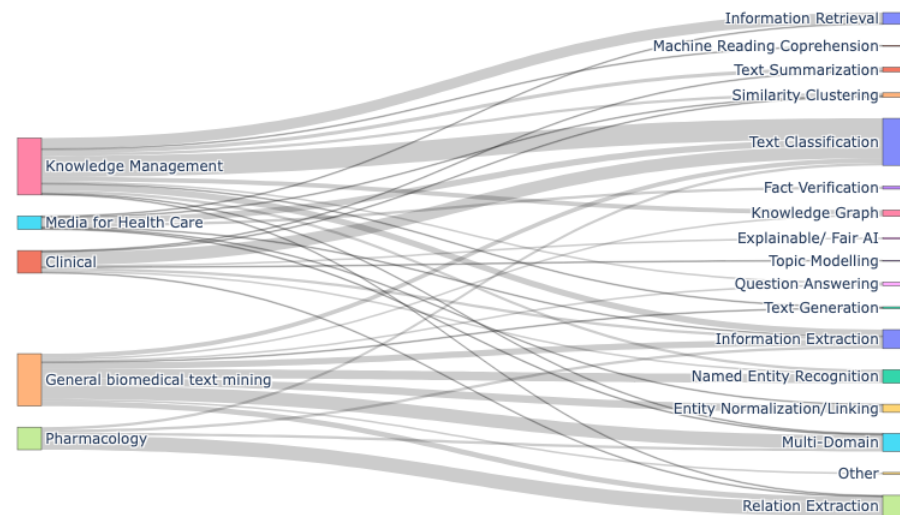 Knowledge Management
Media for Health Care
Clinical
General biomedical text mining
Pharmacology
Information Retrieval
Machine Reading Coprehension
Text Summarization
Similarity Clustering
Text Classification
Fact Verification
Knowledge Graph
Explainable/ Fair AI
Topic Modelling
Question Answering
Text Generation
Information Extraction
Named Entity Recognition
Entity Normalization/Linking
Multi-Domain
Other
Relation Extraction